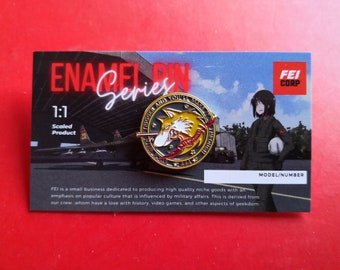 ENAMEL PIN
Series
FEI
CORP
1:1
Scaled
Product
MODEL/NUMBER
FEI is a small business dedicated to producing high quality niche goods with an
emphasis on popular culture that is influenced by military affairs. This is derived from
our crew, whom have a love with history, video games, and other aspects of geekdom.